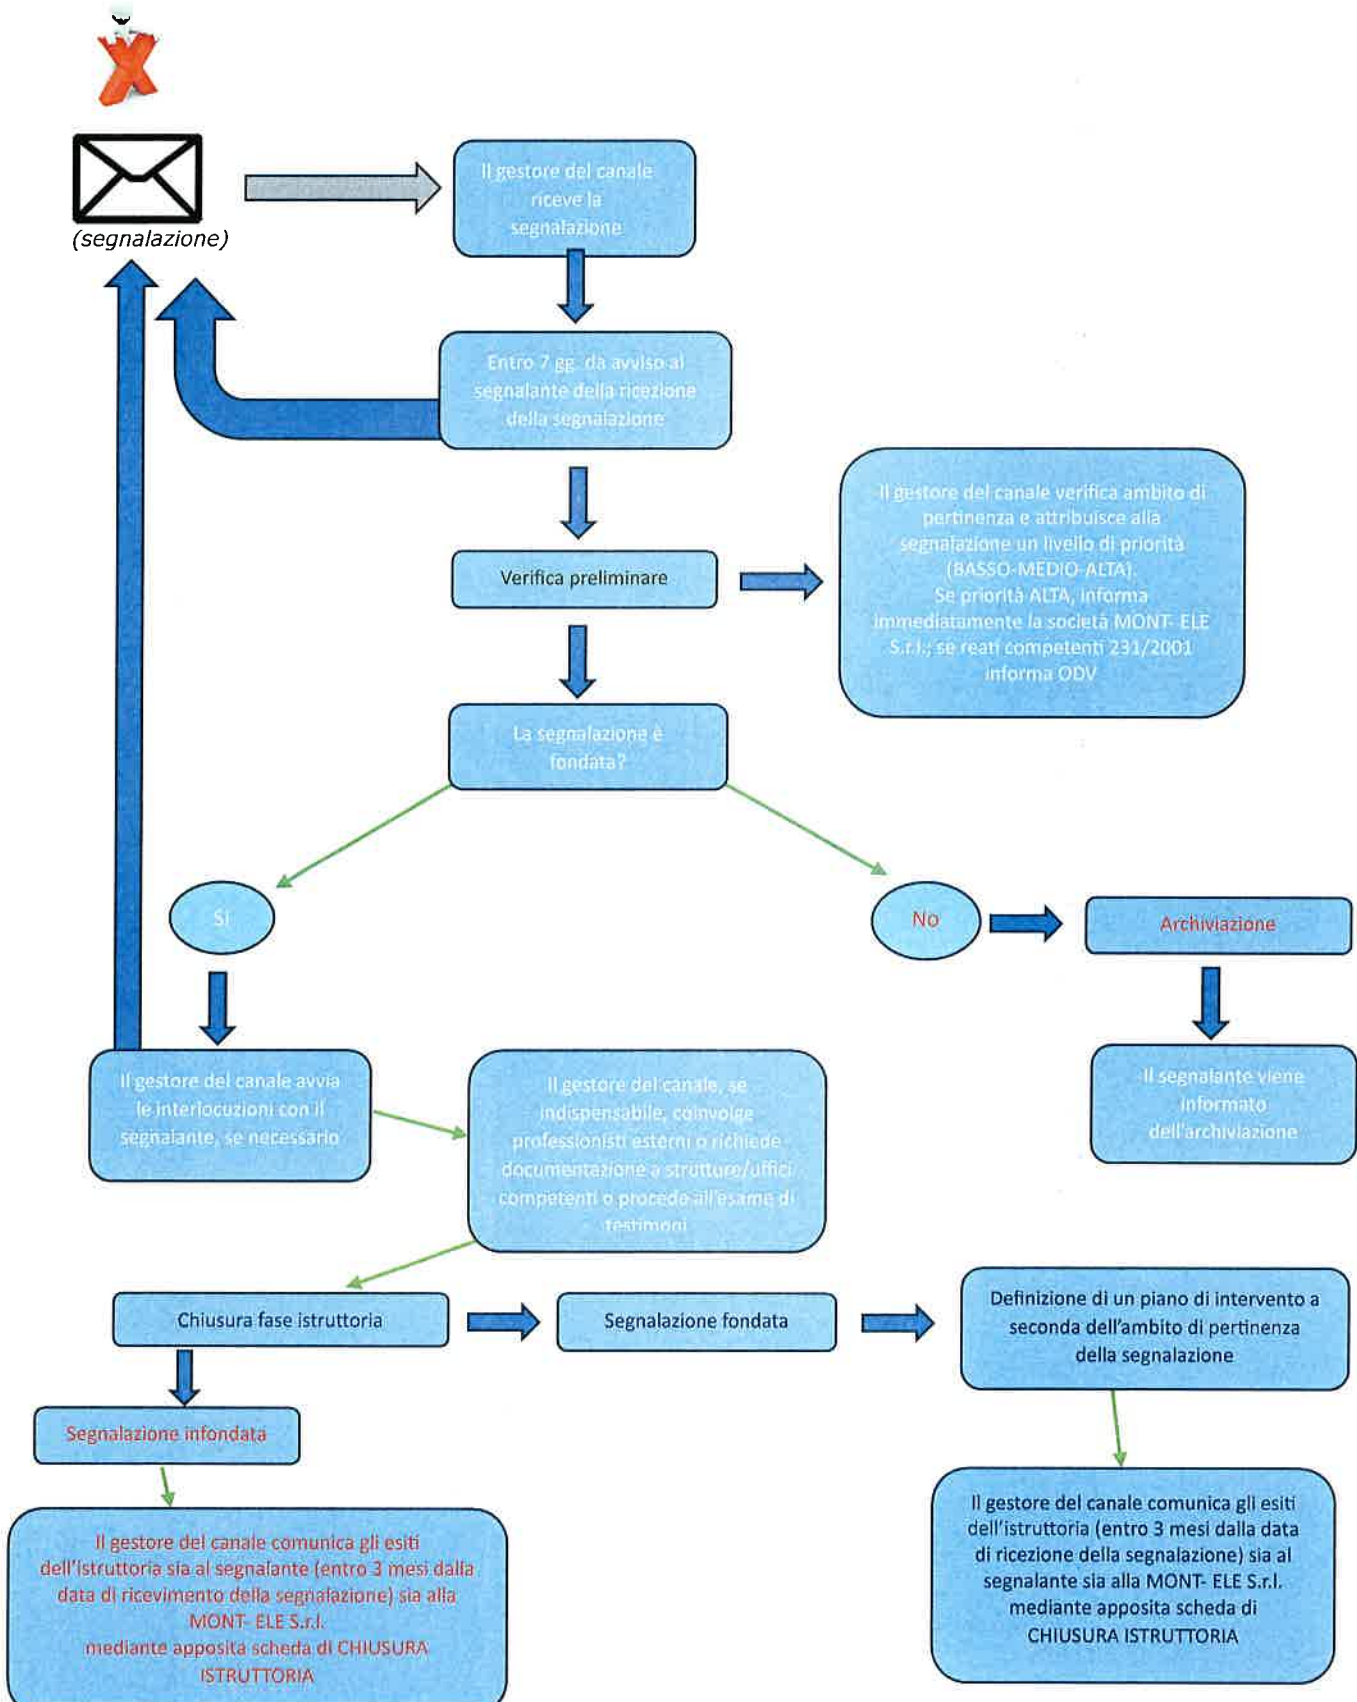 (segnalazione)
Il gestore del canale
riceve la
segnalazione
Entro 7 gg. da avviso al
segnalante della ricezione
della segnalazione
Verifica preliminare
Il gestore del canale verifica ambito di
pertinenza e attribuisce alla
segnalazione un livello di priorità
(BASSO-MEDIO-ALTA).
Se priorità ALTA, informa
immediatamente la società MONT- ELE
S.r.l.; se reati competenti 231/2001
informa ODV
La segnalazione è
fondata?
Sì
No
Archiviazione
Il gestore del canale avvia
le interlocuzioni con il
segnalante, se necessario
Il gestore del canale, se
indispensabile, coinvolge
professionisti esterni o richiede
documentazione a strutture/uffici
competenti o procede all'esame di
testimoni
Il segnalante viene
informato
dell'archiviazione
Chiusura fase istruttoria
Segnalazione fondata
Definizione di un piano di intervento a
seconda dell'ambito di pertinenza
della segnalazione
Segnalazione infondata
Il gestore del canale comunica gli esiti
dell'istruttoria sia al segnalante (entro 3 mesi dalla
data di ricevimento della segnalazione) sia alla
MONT- ELE S.r.l.
mediante apposita scheda di CHIUSURA
ISTRUTTORIA
Il gestore del canale comunica gli esiti
dell'istruttoria (entro 3 mesi dalla data
di ricezione della segnalazione) sia al
segnalante sia alla MONT- ELE S.r.l.
mediante apposita scheda di
CHIUSURA ISTRUTTORIA